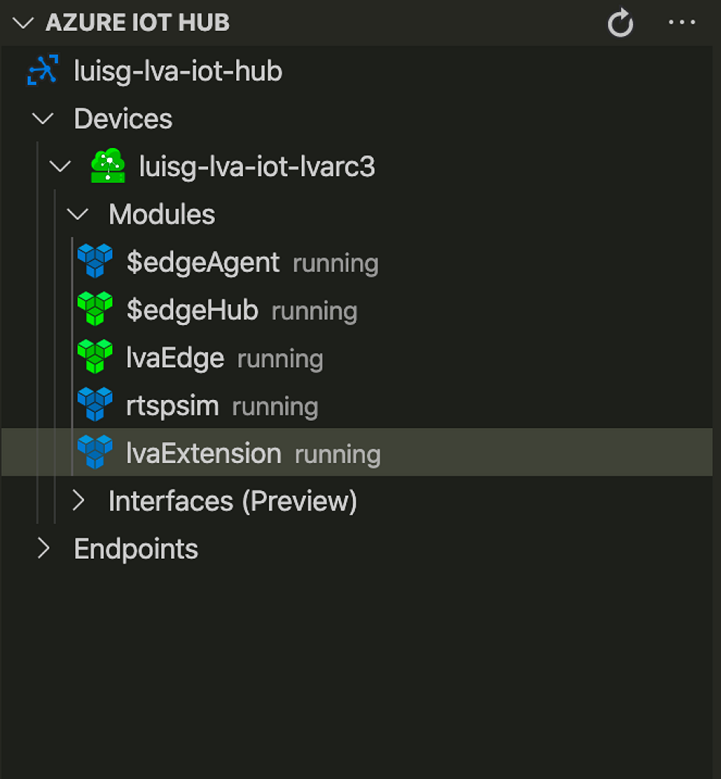 AZURE IOT HUB
luisg-lva-iot-hub
Devices
luisg-lva-iot-lvarc3
Modules
$edgeAgent running
$edgeHub running
lvaEdge running
rtspsim running
lvaExtension running
Interfaces (Preview)
Endpoints